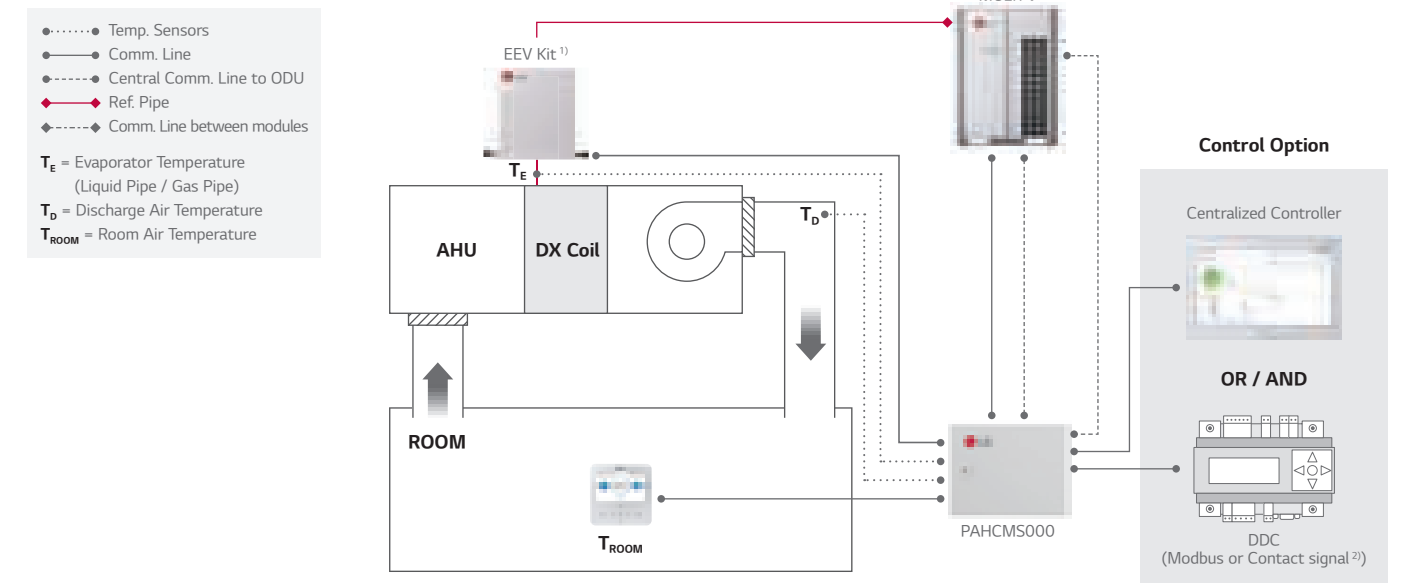 Temp. Sensors
Comm. Line
Central Comm. Line to ODU
Ref. Pipe
Comm. Line between modules
TE = Evaporator Temperature
(Liquid Pipe / Gas Pipe)
TD = Discharge Air Temperature
TROOM = Room Air Temperature
EEV Kit 1)
TE
AHU
DX Coil
TD
ROOM
TROOM
PAHCMS000
Control Option
Centralized Controller
OR / AND
DDC
(Modbus or Contact signal 2))